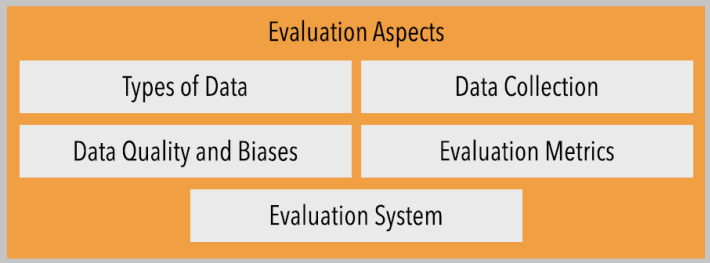 Evaluation Aspects
Types of Data
Data Collection
Data Quality and Biases
Evaluation Metrics
Evaluation System